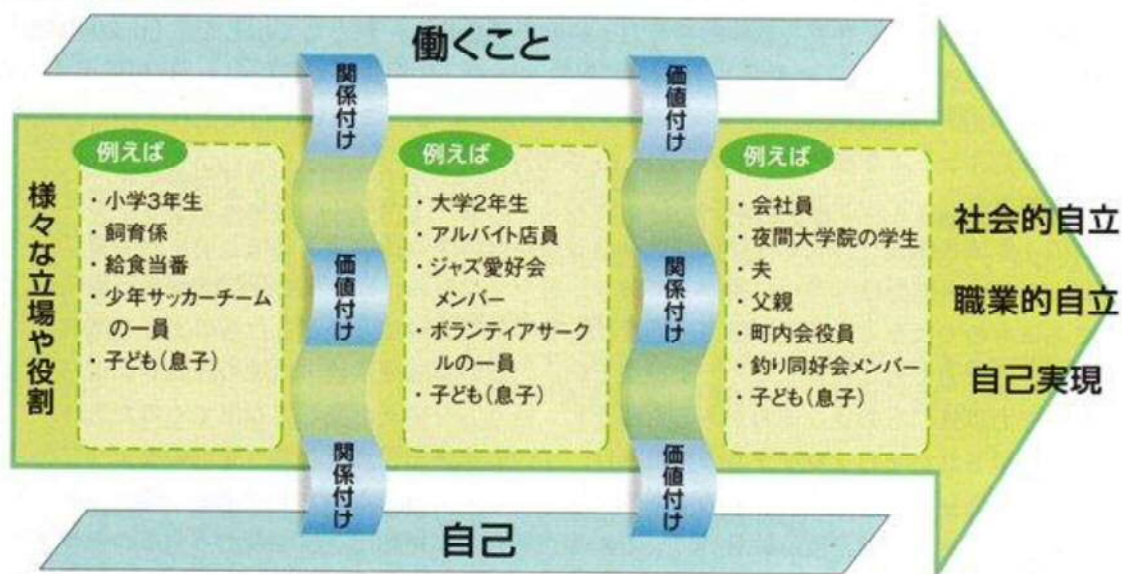 働くこと
様々な立場や役割
例えば
・小学3年生
・飼育係
・給食当番
・少年サッカーチーム
の一員
・子ども(息子)
関係付け
価値付け
関係付け
例えば
・大学2年生
・アルバイト店員
・ジャズ愛好会
メンバー
・ボランティアサーク
ルの一員
・子ども(息子)
価値付け
関係付け
価値付け
例えば
・会社員
・夜間大学院の学生
・夫
・父親
・町内会役員
・釣り同好会メンバー
・子ども(息子)
社会的自立
職業的自立
自己実現
自己